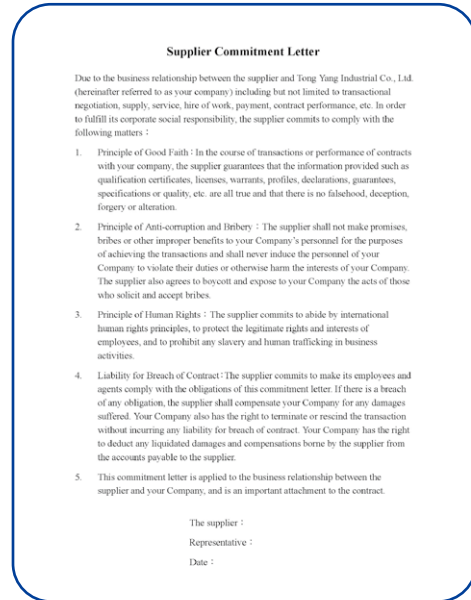 Supplier Commitment Letter
Due to the business relationship between the supplier and Tong Yang Industrial Co., Ltd.
(hereinafter referred to as your company) including but not limited to transactional
negotiation, supply, service, hire of work, payment, contract performance, etc. In order
to fulfill its corporate social responsibility, the supplier commits to comply with the
following matters：
1. Principle of Good Faith：In the course of transactions or performance of contracts
with your company, the supplier guarantees that the information provided such as
qualification certificates, licenses, warrants, profiles, declarations, guarantees,
specifications or quality, etc. are all true and that there is no falsehood, deception,
forgery or alteration.
2. Principle of Anti-corruption and Bribery：The supplier shall not make promises,
bribes or other improper benefits to your Company's personnel for the purposes
of achieving the transactions and shall never induce the personnel of your
Company to violate their duties or otherwise harm the interests of your Company.
The supplier also agrees to boycott and expose to your Company the acts of those
who solicit and accept bribes.
3. Principle of Human Rights：The supplier commits to abide by international
human rights principles, to protect the legitimate rights and interests of
employees, and to prohibit any slavery and human trafficking in business
activities.
4. Liability for Breach of Contract：The supplier commits to make its employees and
agents comply with the obligations of this commitment letter. If there is a breach
of any obligation, the supplier shall compensate your Company for any damages
suffered. Your Company also has the right to terminate or rescind the transaction
without incurring any liability for breach of contract. Your Company has the right
to deduct any liquidated damages and compensations borne by the supplier from
the accounts payable to the supplier.
5. This commitment letter is applied to the business relationship between the
supplier and your Company, and is an important attachment to the contract.
The supplier：
Representative：
Date：